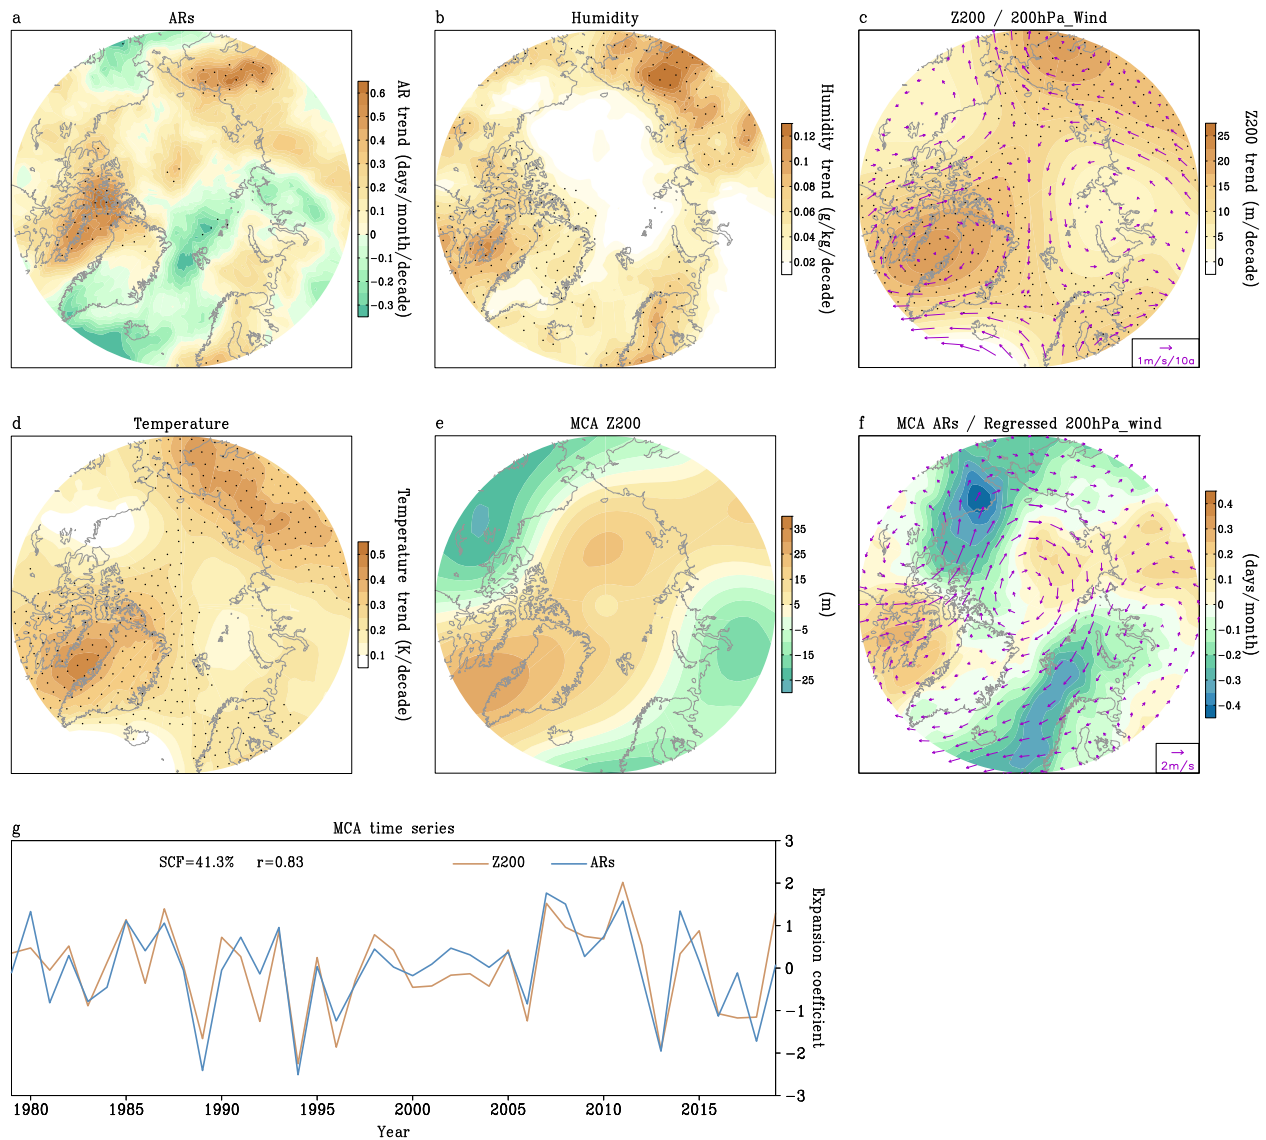 a ARs
0.6
0.5
0.4
0.3
0.2
0.1
0
-0.1
-0.2
-0.3
AR trend (days/month/decade)
b Humidity
0.12
0.1
0.08
0.06
0.04
0.02
Humidity trend (g/kg/decade)
c Z200 / 200hPa_Wind
25
20
15
10
5
0
Z200 trend (m/decade)
1m/s/10a
d Temperature
0.5
0.4
0.3
0.2
0.1
Temperature trend (K/decade)
e MCA Z200
35
25
15
5
-5
-15
-25
(m)
f MCA ARs / Regressed 200hPa_wind
0.4
0.3
0.2
0.1
0
-0.1
-0.2
-0.3
-0.4
(days/month)
2m/s
g MCA time series
SCF=41.3% r=0.83
Z200 ARs
3
2
1
0
-1
-2
-3
Expansion coefficient
1980 1985 1990 1995 2000 2005 2010 2015
Year